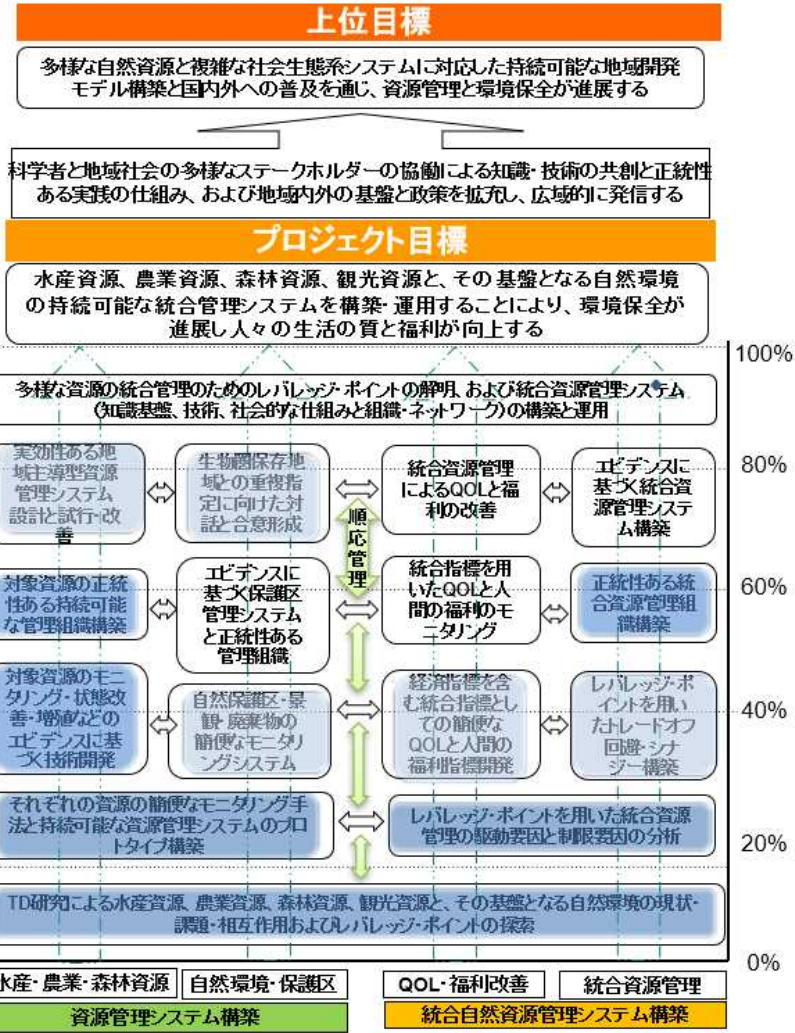 上位目標
多様な自然資源と複雑な社会生態系システムに対応した持続可能な地域開発
モデル構築と国内外への普及を通じ、資源管理と環境保全が進展する
科学者と地域社会の多様なステークホルダーの協働による知識・技術の共創と正統性
ある実践の仕組み、および地域内外の基盤と政策を拡充し、広域的に発信する
プロジェクト目標
水産資源、農業資源、森林資源、観光資源と、その基盤となる自然環境
の持続可能な統合管理システムを構築・運用することにより、環境保全が
進展し人々の生活の質と福利が向上する
100%
多様な資源の統合管理のためのレバレッジ・ポイントの解明、および統合資源管理システム
(知識基盤、技術、社会的な仕組みと組織・ネットワーク)の構築と運用
実効性ある地
域主導型資源
管理システム
設計と試行・改
善
生物圏保存地
域との重複指
定に向けた対
話と合意形成
統合資源管理
によるQOLと福
利の改善
エビデンスに
基づく統合資
源管理システ
ム構築
80%
順応管理
対象資源の正統
性ある持続可能
な管理組織構築
エビデンスに
基づく保護区
管理システム
と正統性ある
管理組織
統合指標を用
いたQOLと人
間の福利のモ
ニタリング
正統性ある統
合資源管理組
織構築
60%
対象資源のモニ
タリング・状態改
善・増殖などの
エビデンスに基
づく技術開発
自然保護区・景
観・廃棄物の
簡便なモニタリ
ングシステム
経済指標を含
む統合指標とし
ての簡便な
QOLと人間の
福利指標開発
レバレッジ・ポ
イントを用い
たトレードオフ
回避・シナ
ジー構築
40%
それぞれの資源の簡便なモニタリング手
法と持続可能な資源管理システムのプロ
トタイプ構築
レバレッジ・ポイントを用いた統合資源
管理の駆動要因と制限要因の分析
20%
TD研究による水産資源、農業資源、森林資源、観光資源と、その基盤となる自然環境の現状・
課題・相互作用およびレバレッジ・ポイントの探索
0%
水産・農業・森林資源
自然環境・保護区
QOL・福利改善
統合資源管理
資源管理システム構築
統合自然資源管理システム構築